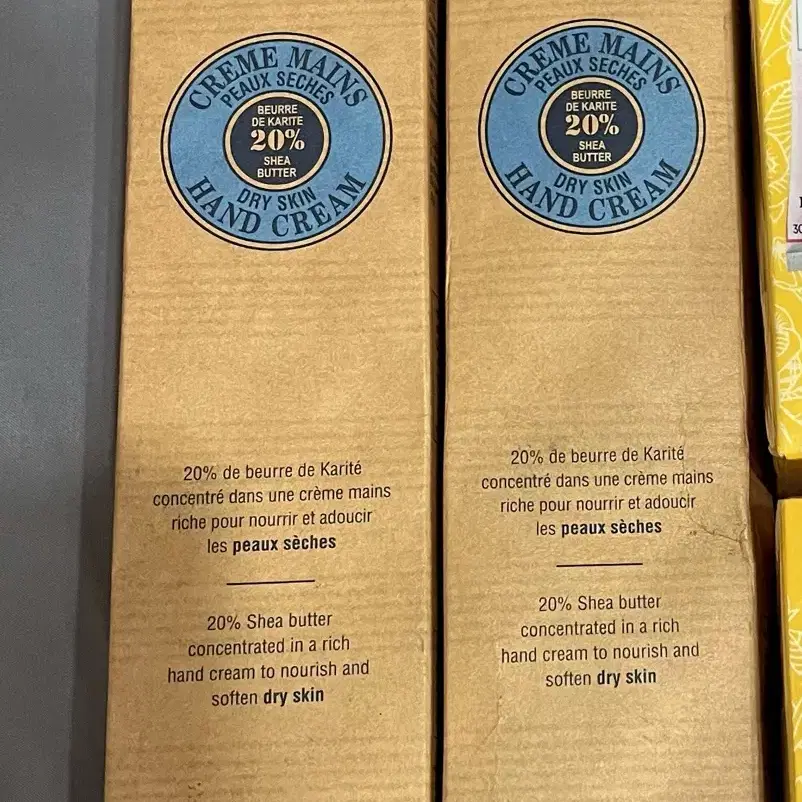 CREME MAINS
PEAUX SECHES
BEURRE
DE KARITE
20%
SHEA
BUTTER
DRY SKIN
HAND CREAM
20% de beurre de Karité
concentré dans une crème mains
riche pour nourrir et adoucir
les peaux sèches
20% Shea butter
concentrated in a rich
hand cream to nourish and
soften dry skin
CREME MAINS
PEAUX SECHES
BEURRE
DE KARITE
20%
SHEA
BUTTER
DRY SKIN
HAND CREAM
20% de beurre de Karité
concentré dans une crème mains
riche pour nourrir et adoucir
les peaux sèches
20% Shea butter
concentrated in a rich
hand cream to nourish and
soften dry skin
30